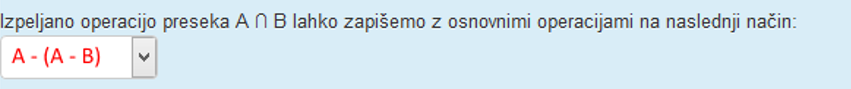 Izpeljano operacijo preseka A ∩ B lahko zapišemo z osnovnimi operacijami na naslednji način:
A - (A - B)